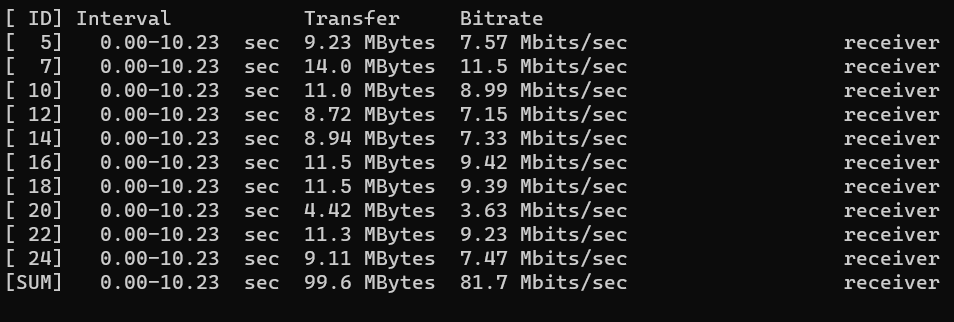 [ ID] Interval           Transfer     Bitrate
[  5]   0.00-10.23  sec  9.23 MBytes  7.57 Mbits/sec                  receiver
[  7]   0.00-10.23  sec  14.0 MBytes  11.5 Mbits/sec                  receiver
[ 10]   0.00-10.23  sec  11.0 MBytes  8.99 Mbits/sec                  receiver
[ 12]   0.00-10.23  sec  8.72 MBytes  7.15 Mbits/sec                  receiver
[ 14]   0.00-10.23  sec  8.94 MBytes  7.33 Mbits/sec                  receiver
[ 16]   0.00-10.23  sec  11.5 MBytes  9.42 Mbits/sec                  receiver
[ 18]   0.00-10.23  sec  11.5 MBytes  9.39 Mbits/sec                  receiver
[ 20]   0.00-10.23  sec  4.42 MBytes  3.63 Mbits/sec                  receiver
[ 22]   0.00-10.23  sec  11.3 MBytes  9.23 Mbits/sec                  receiver
[ 24]   0.00-10.23  sec  9.11 MBytes  7.47 Mbits/sec                  receiver
[SUM]   0.00-10.23  sec  99.6 MBytes  81.7 Mbits/sec                  receiver